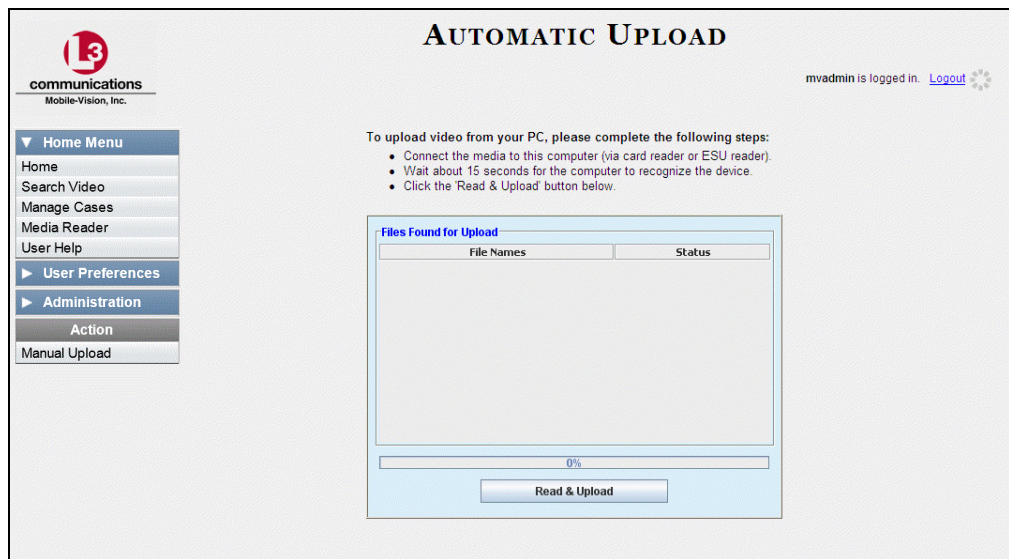 L3
communications
Mobile-Vision, Inc.
AUTOMATIC UPLOAD
mvadmin is logged in. Logout
Home Menu
Home
Search Video
Manage Cases
Media Reader
User Help
User Preferences
Administration
Action
Manual Upload
To upload video from your PC, please complete the following steps:
• Connect the media to this computer (via card reader or ESU reader).
• Wait about 15 seconds for the computer to recognize the device.
• Click the 'Read & Upload' button below.
Files Found for Upload
File Names Status
0%
Read & Upload